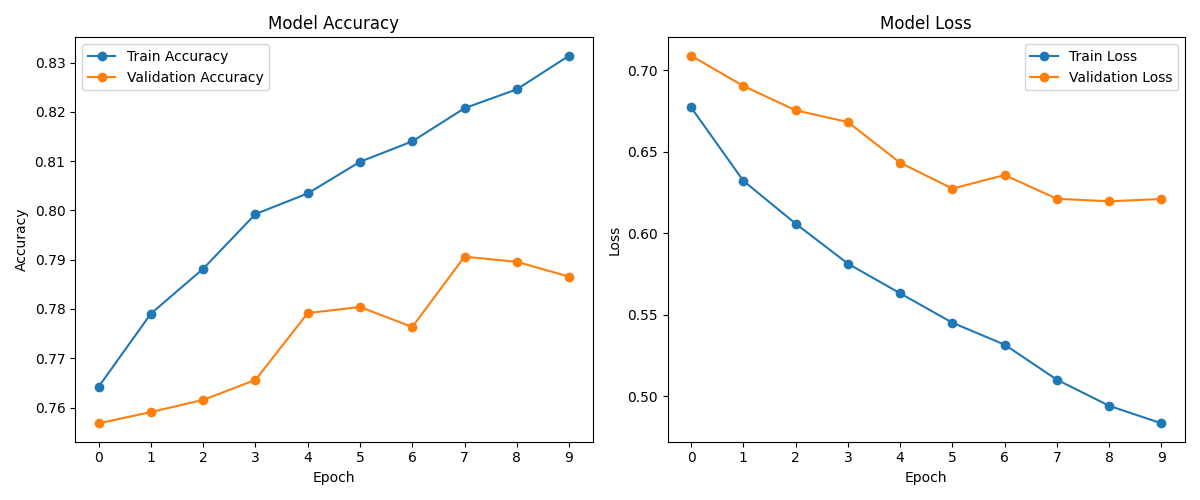 Model Accuracy
Train Accuracy
Validation Accuracy
0.83
0.82
0.81
0.80
0.79
0.78
0.77
0.76
Accuracy
0 1 2 3 4 5 6 7 8 9
Epoch
Model Loss
Train Loss
Validation Loss
0.70
0.65
0.60
0.55
0.50
Loss
0 1 2 3 4 5 6 7 8 9
Epoch